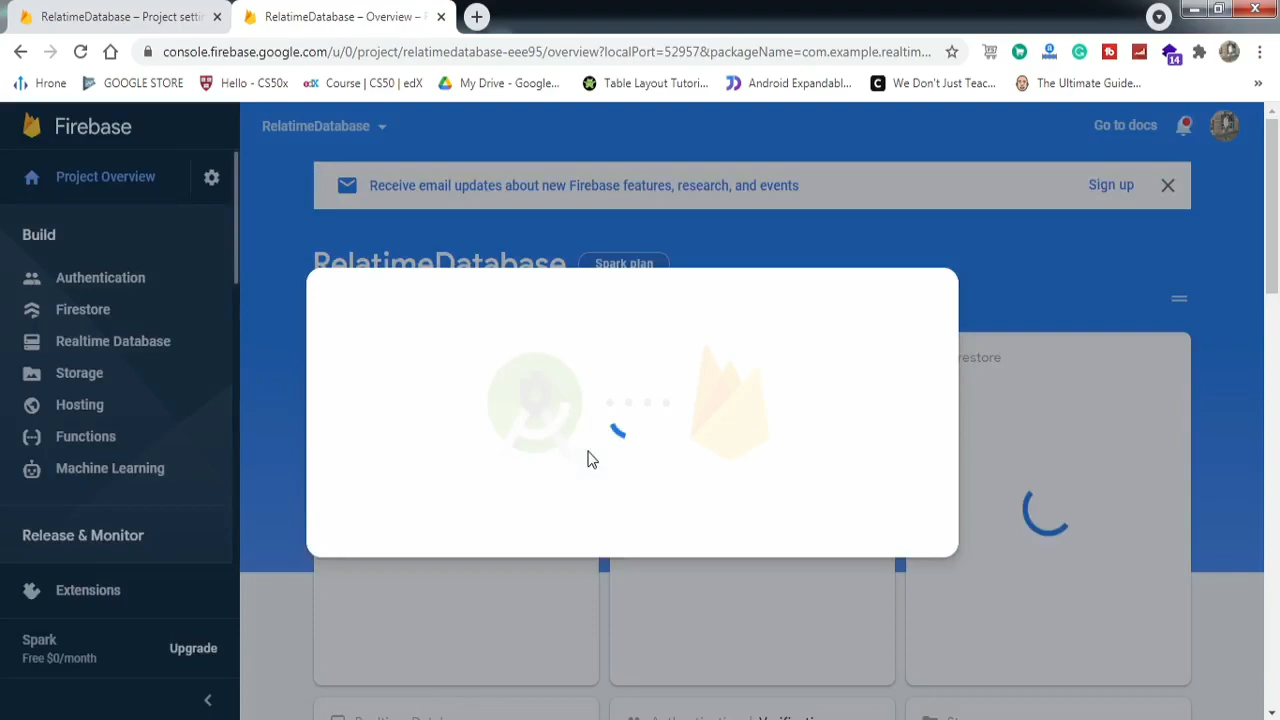 RelatimeDatabase – Project setti
RelatimeDatabase – Overview –
console.firebase.google.com/u/0/project/relatimedatabase-eee95/overview?localPort=52957&packageName=com.example.realtim...
14
Hrone
GOOGLE STORE
Hello - CS50x
edX
Course | CS50 | edX
My Drive - Google...
Table Layout Tutori...
Android Expandabl...
We Don't Just Teac...
The Ultimate Guide...
»
Firebase
RelatimeDatabase
Go to docs
Project Overview
Receive email updates about new Firebase features, research, and events
Sign up
Build
RelatimeDatabase
Spark plan
Authentication
Firestore
Realtime Database
restore
Storage
Hosting
Functions
Machine Learning
Release & Monitor
Extensions
Spark
Free $0/month
Upgrade